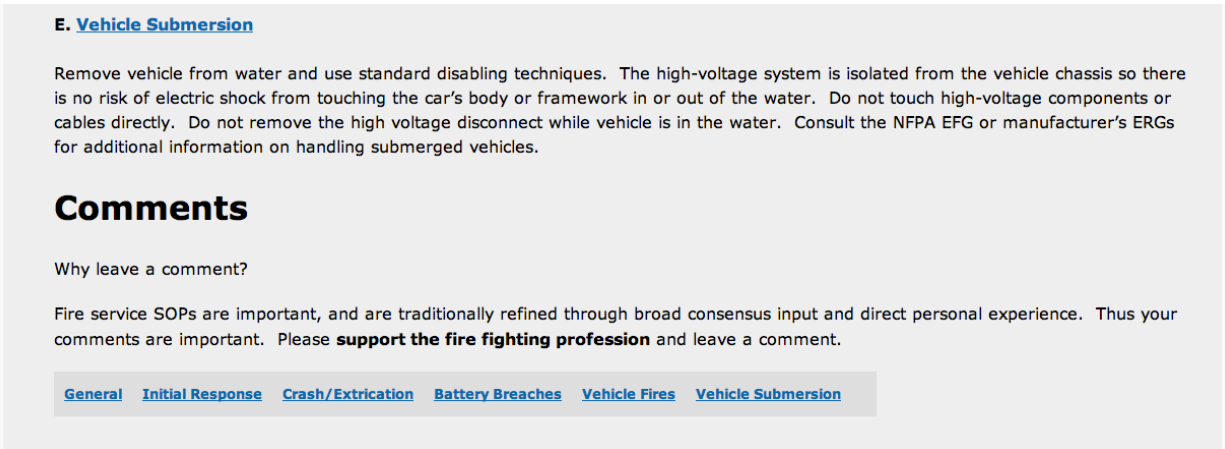 E. Vehicle Submersion
Remove vehicle from water and use standard disabling techniques.  The high-voltage system is isolated from the vehicle chassis so there
is no risk of electric shock from touching the car's body or framework in or out of the water.  Do not touch high-voltage components or
cables directly.  Do not remove the high voltage disconnect while vehicle is in the water.  Consult the NFPA EFG or manufacturer's ERGs
for additional information on handling submerged vehicles.
Comments
Why leave a comment?
Fire service SOPs are important, and are traditionally refined through broad consensus input and direct personal experience.  Thus your
comments are important.  Please support the fire fighting profession and leave a comment.
General Initial Response Crash/Extrication Battery Breaches Vehicle Fires Vehicle Submersion